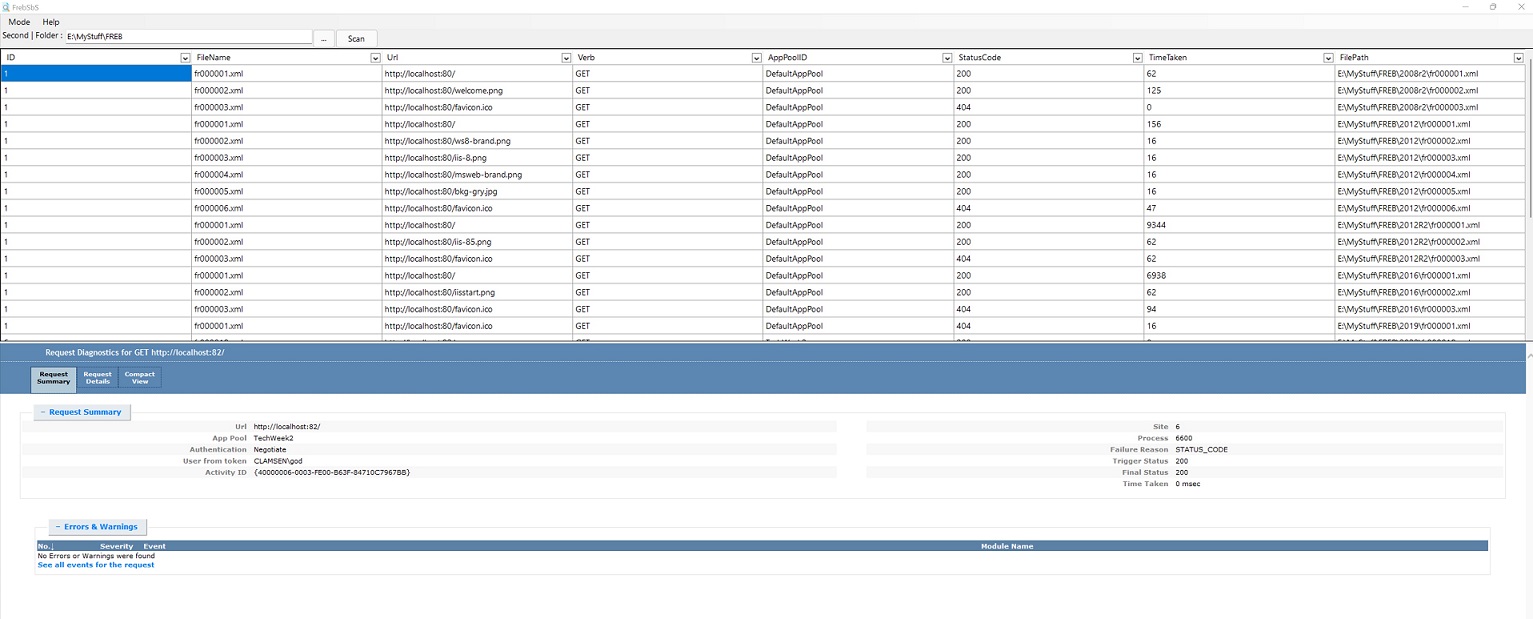 FrebSbS
Mode Help
Second | Folder : E:\MyStuff\FREB ... Scan
ID FileName Url Verb AppPoolID StatusCode TimeTaken FilePath
1 fr000001.xml http://localhost:80/ GET DefaultAppPool 200 62 E:\MyStuff\FREB\2008r2\fr000001.xml
1 fr000002.xml http://localhost:80/welcome.png GET DefaultAppPool 200 125 E:\MyStuff\FREB\2008r2\fr000002.xml
1 fr000003.xml http://localhost:80/favicon.ico GET DefaultAppPool 404 0 E:\MyStuff\FREB\2008r2\fr000003.xml
1 fr000001.xml http://localhost:80/ GET DefaultAppPool 200 156 E:\MyStuff\FREB\2012\fr000001.xml
1 fr000002.xml http://localhost:80/ws8-brand.png GET DefaultAppPool 200 16 E:\MyStuff\FREB\2012\fr000002.xml
1 fr000003.xml http://localhost:80/iis-8.png GET DefaultAppPool 200 16 E:\MyStuff\FREB\2012\fr000003.xml
1 fr000004.xml http://localhost:80/msweb-brand.png GET DefaultAppPool 200 16 E:\MyStuff\FREB\2012\fr000004.xml
1 fr000005.xml http://localhost:80/bkg-gry.jpg GET DefaultAppPool 200 16 E:\MyStuff\FREB\2012\fr000005.xml
1 fr000006.xml http://localhost:80/favicon.ico GET DefaultAppPool 404 47 E:\MyStuff\FREB\2012\fr000006.xml
1 fr000001.xml http://localhost:80/ GET DefaultAppPool 200 9344 E:\MyStuff\FREB\2012R2\fr000001.xml
1 fr000002.xml http://localhost:80/iis-85.png GET DefaultAppPool 200 62 E:\MyStuff\FREB\2012R2\fr000002.xml
1 fr000003.xml http://localhost:80/favicon.ico GET DefaultAppPool 404 62 E:\MyStuff\FREB\2012R2\fr000003.xml
1 fr000001.xml http://localhost:80/ GET DefaultAppPool 200 6938 E:\MyStuff\FREB\2016\fr000001.xml
1 fr000002.xml http://localhost:80/iisstart.png GET DefaultAppPool 200 62 E:\MyStuff\FREB\2016\fr000002.xml
1 fr000003.xml http://localhost:80/favicon.ico GET DefaultAppPool 404 94 E:\MyStuff\FREB\2016\fr000003.xml
1 fr000001.xml http://localhost:80/favicon.ico GET DefaultAppPool 404 16 E:\MyStuff\FREB\2019\fr000001.xml
Request Diagnostics for GET http://localhost:82/
Request Summary Request Details Compact View
− Request Summary
Url http://localhost:82/ Site 6
App Pool TechWeek2 Process 6600
Authentication Negotiate Failure Reason STATUS_CODE
User from token CLAMSEN\god Trigger Status 200
Activity ID {40000006-0003-FE00-B63F-84710C7967BB} Final Status 200
Time Taken 0 msec
− Errors & Warnings
No.↓ Severity Event Module Name
No Errors or Warnings were found
See all events for the request